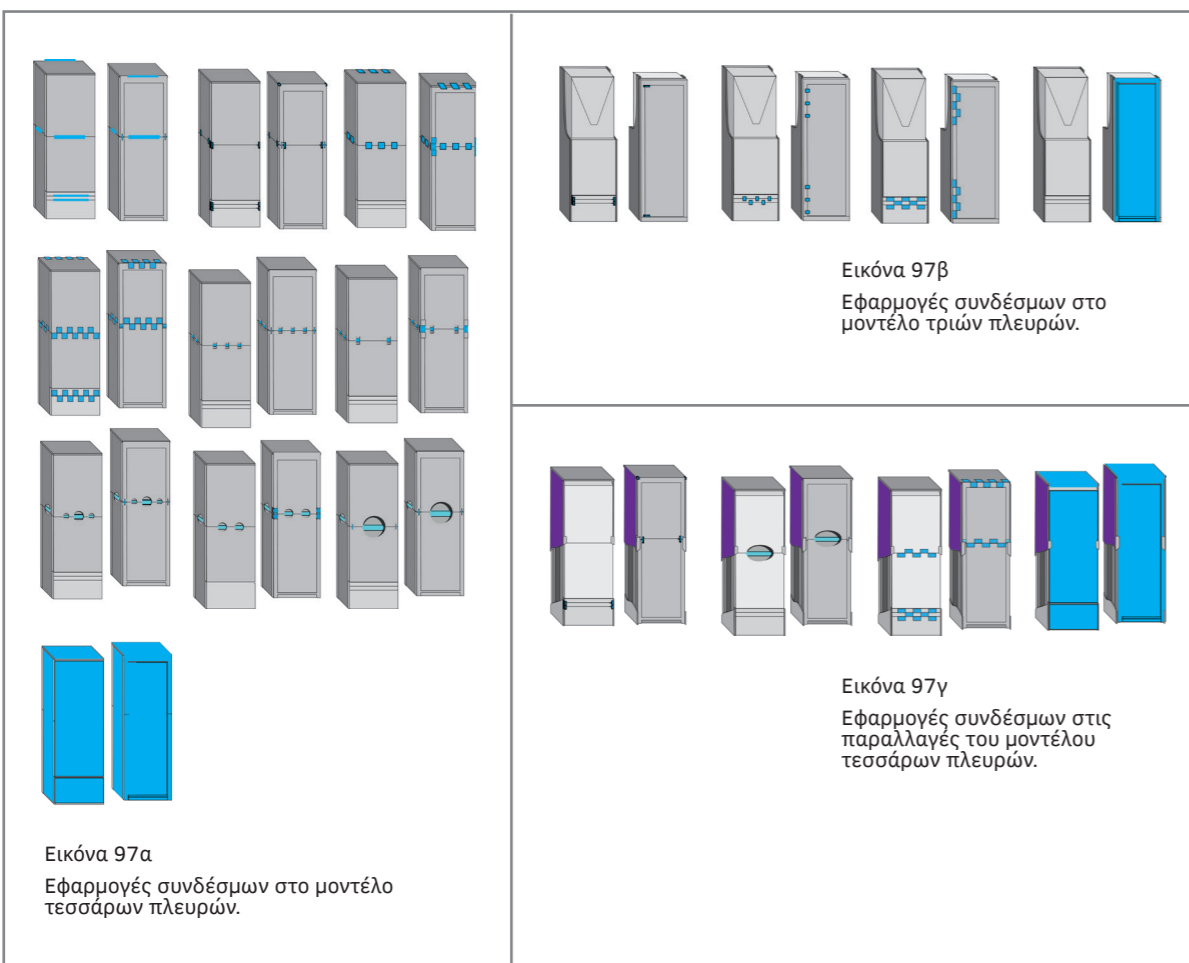 Εικόνα 97α
Εφαρμογές συνδέσμων στο μοντέλο
τεσσάρων πλευρών.
Εικόνα 97β
Εφαρμογές συνδέσμων στο
μοντέλο τριών πλευρών.
Εικόνα 97γ
Εφαρμογές συνδέσμων στις
παραλλαγές του μοντέλου
τεσσάρων πλευρών.